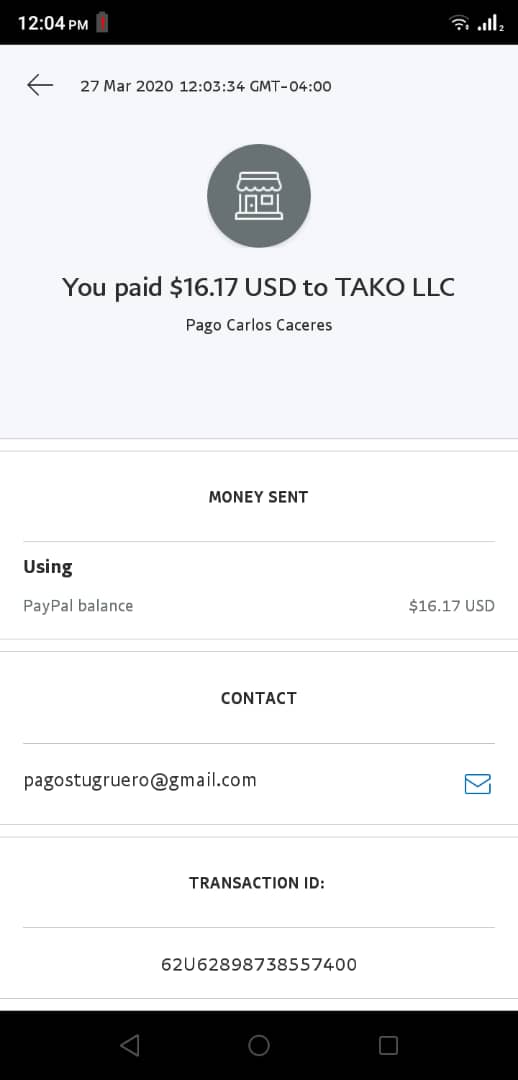 12:04 PM
27 Mar 2020 12:03:34 GMT-04:00
You paid $16.17 USD to TAKO LLC
Pago Carlos Caceres
MONEY SENT
Using
PayPal balance $16.17 USD
CONTACT
pagostugruero@gmail.com
TRANSACTION ID:
62U62898738557400